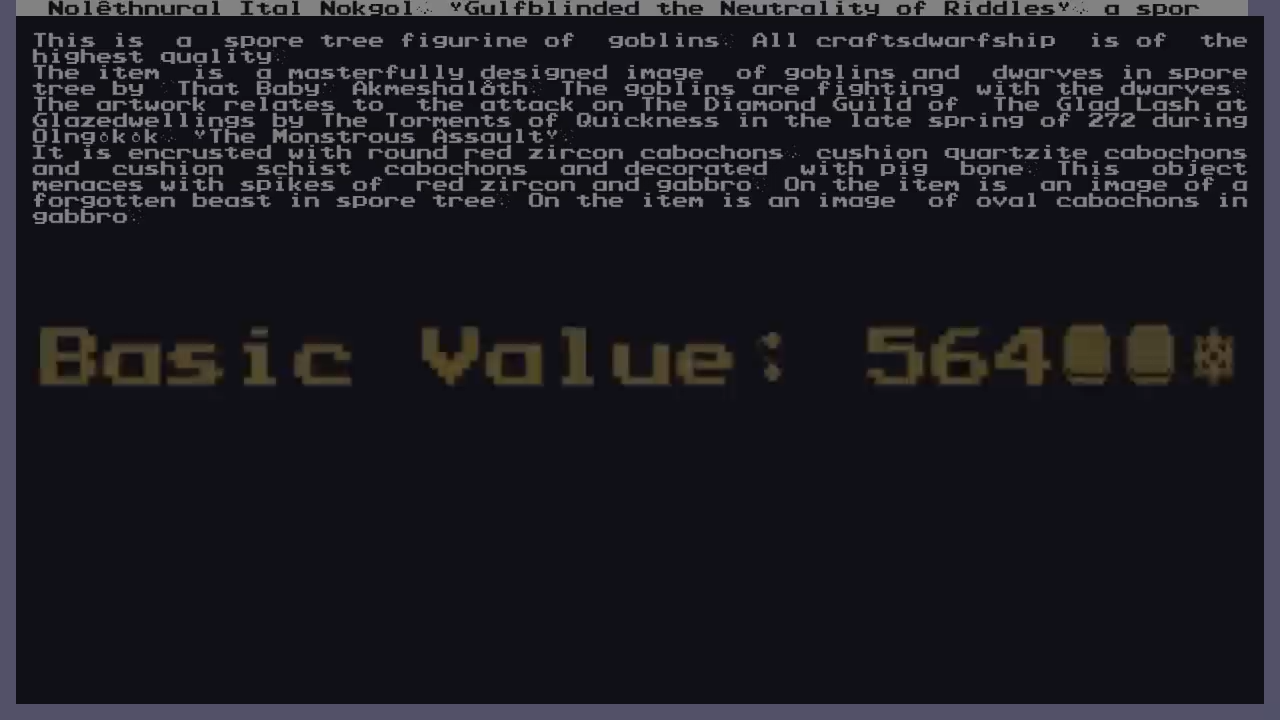 Nolêthnural Ital Nokgol. "Gulfblinded the Neutrality of Riddles". a spor
This is a spore tree figurine of goblins. All craftsdwarfship is of the
highest quality.
The item is a masterfully designed image of goblins and dwarves in spore
tree by "That Baby" Akmeshalåth. The goblins are fighting with the dwarves.
The artwork relates to the attack on The Diamond Guild of The Glad Lash at
Glazedwellings by The Torments of Quickness in the late spring of 272 during
Olngòkòk. "The Monstrous Assault".
It is encrusted with round red zircon cabochons, cushion quartzite cabochons
and cushion schist cabochons and decorated with pig bone. This object
menaces with spikes of red zircon and gabbro. On the item is an image of a
forgotten beast in spore tree. On the item is an image of oval cabochons in
gabbro.
Basic Value: 56400☼